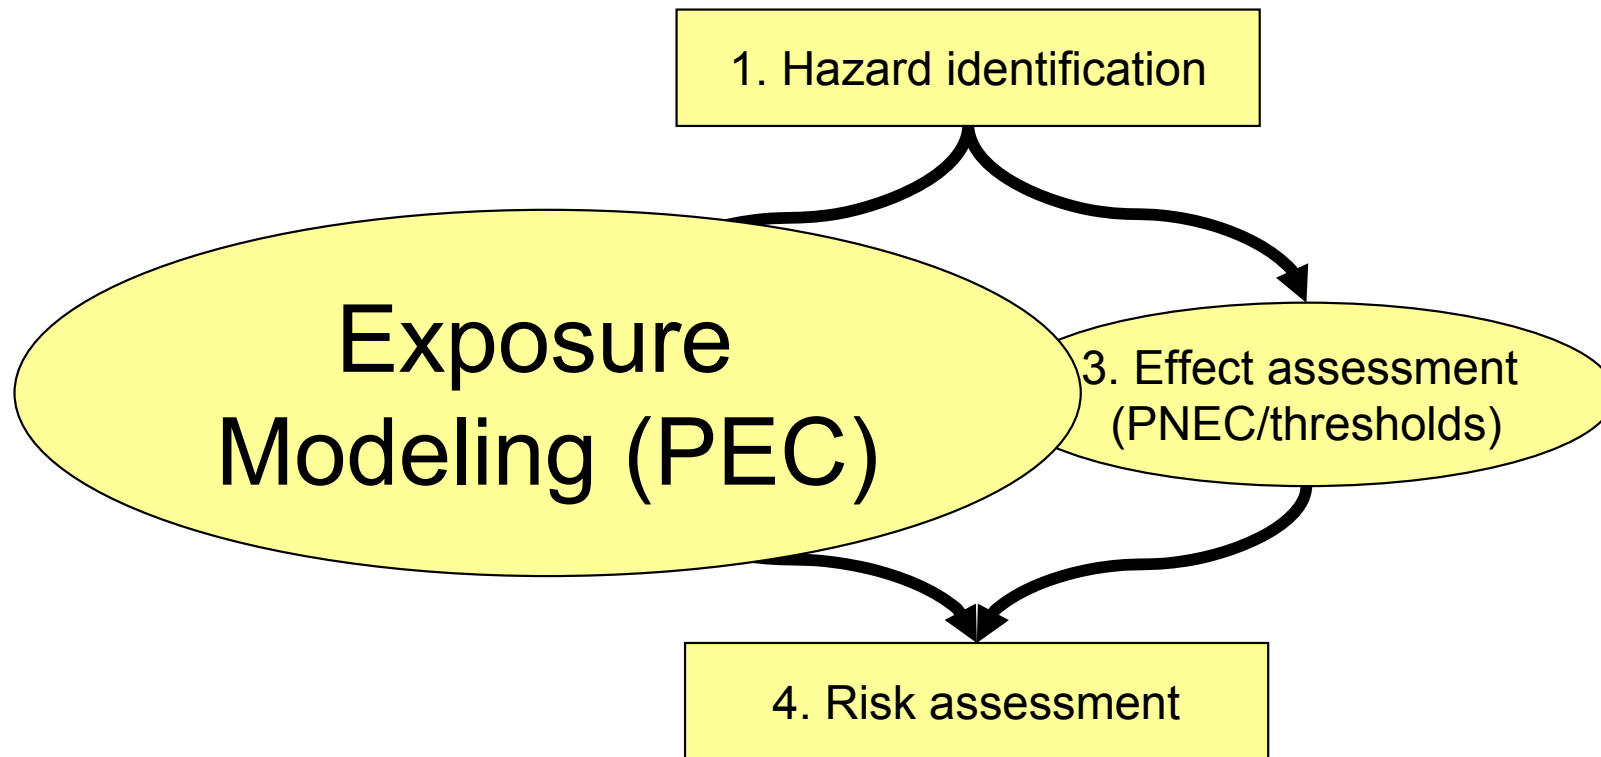 1. Hazard identification
Exposure
Modeling (PEC)
3. Effect assessment
(PNEC/thresholds)
4. Risk assessment